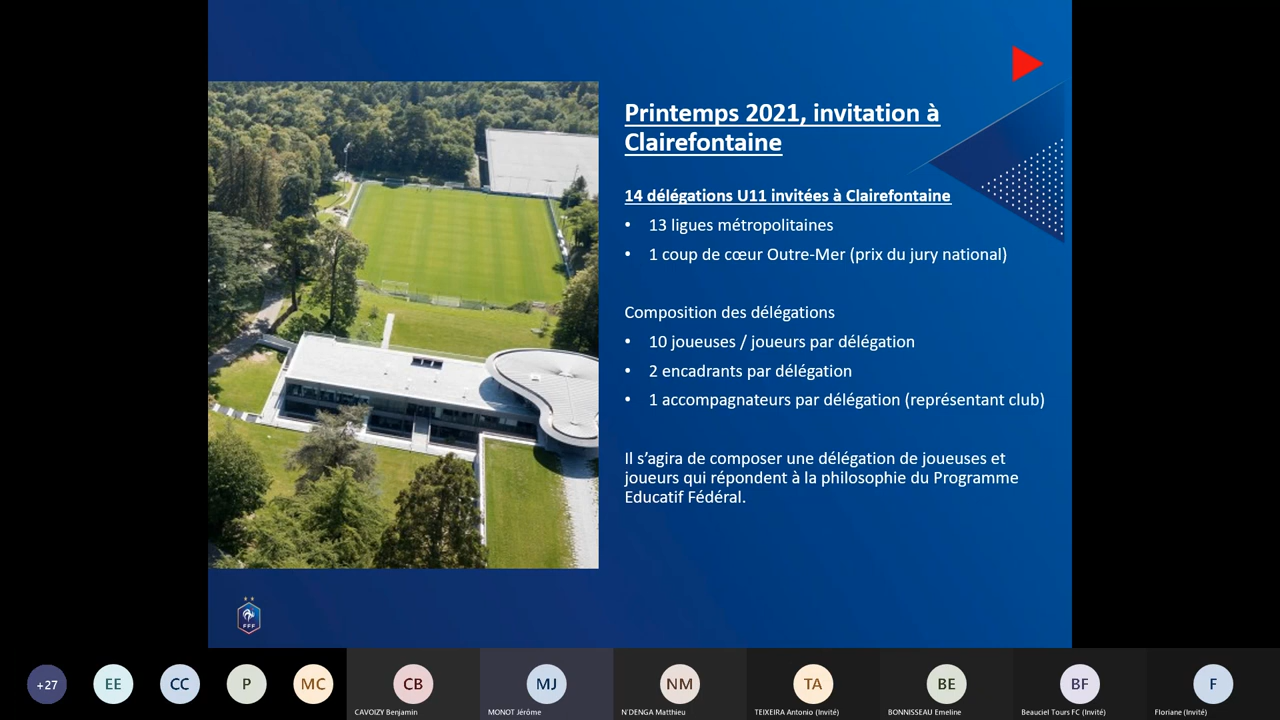 Printemps 2021, invitation à
Clairefontaine
14 délégations U11 invitées à Clairefontaine
• 13 ligues métropolitaines
• 1 coup de cœur Outre-Mer (prix du jury national)
Composition des délégations
• 10 joueuses / joueurs par délégation
• 2 encadrants par délégation
• 1 accompagnateurs par délégation (représentant club)
Il s’agira de composer une délégation de joueuses et
joueurs qui répondent à la philosophie du Programme
Educatif Fédéral.
FFF
+27 EE CC P MC CB MJ NM TA BE BF F
CAVOIZY Benjamin MONOT Jérôme N'DENGA Matthieu TEIXEIRA Antonio (Invité) BONNISSEAU Emeline Beauciel Tours FC (Invité) Floriane (Invité)